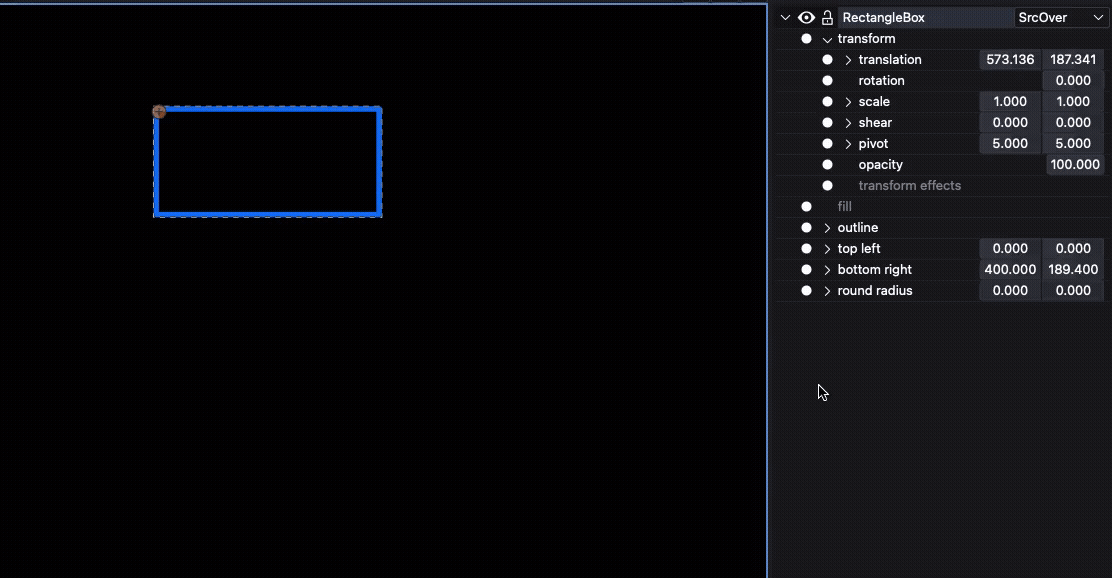 RectangleBox SrcOver
transform
translation 573.136 187.341
rotation 0.000
scale 1.000 1.000
shear 0.000 0.000
pivot 5.000 5.000
opacity 100.000
transform effects
fill
outline
top left 0.000 0.000
bottom right 400.000 189.400
round radius 0.000 0.000